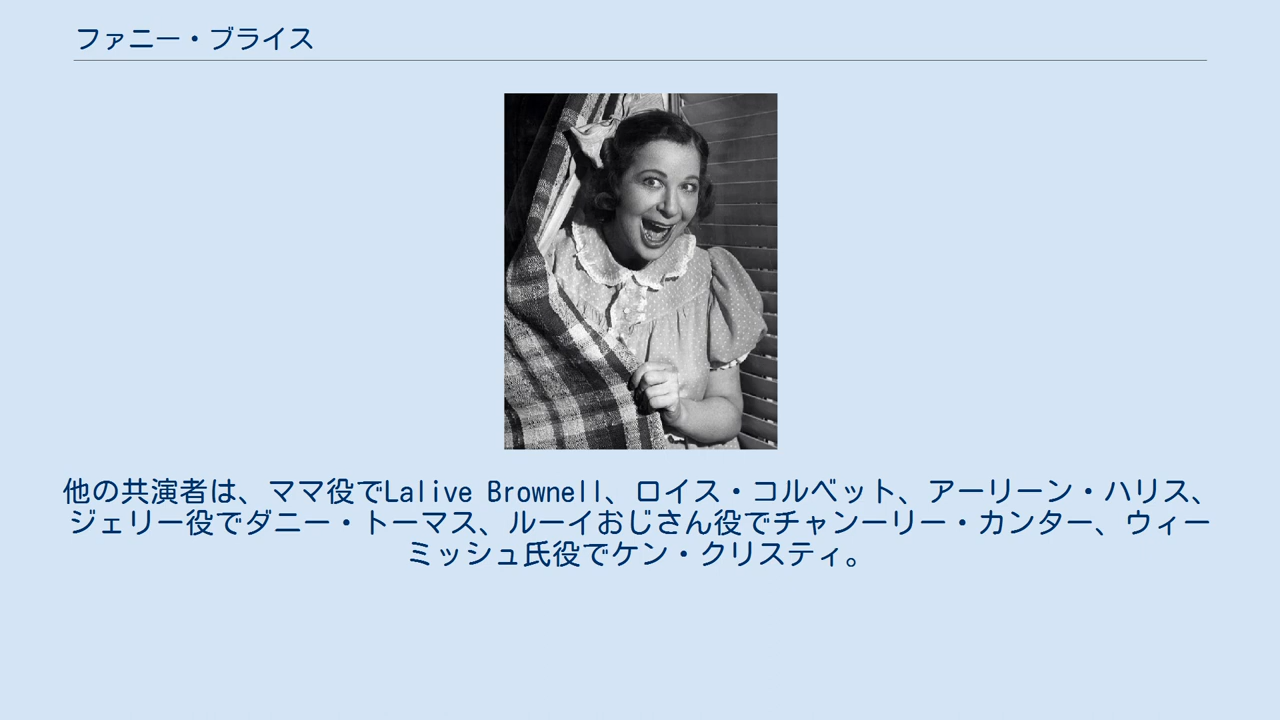 ファニー・ブライス
他の共演者は、ママ役でLalive Brownell、ロイス・コルベット、アーリーン・ハリス、
ジェリー役でダニー・トーマス、ルーイおじさん役でチャンーリー・カンター、ウィー
ミッシュ氏役でケン・クリスティ。